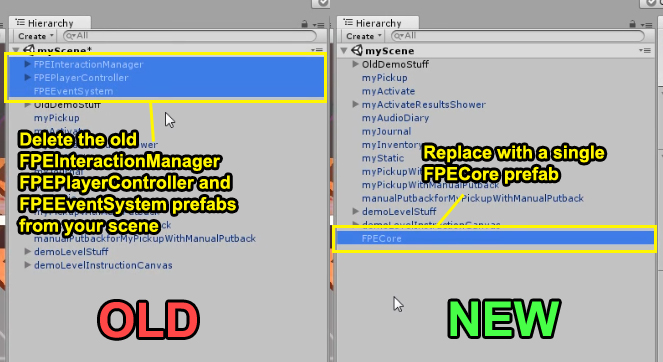 Hierarchy
Create
All
myScene*
FPEInteractionManager
FPEPlayerController
FPEEventSystem
OldDemoStuff
myPickup
Delete the old
FPEInteractionManager
FPEPlayerController and
FPEEventSystem prefabs
from your scene
manualPutbackforMyPickupWithManualPutback
demoLevelStuff
demoLevelInstructionCanvas
OLD
Hierarchy
Create
All
myScene
OldDemoStuff
myPickup
myActivate
myActivateResultsShower
myAudioDiary
myJournal
myInventory
myStatic
myPickupWith
myPickupWithManualPutback
manualPutbackforMyPickupWithManualPutback
demoLevelStuff
demoLevelInstructionCanvas
FPECore
Replace with a single
FPECore prefab
NEW